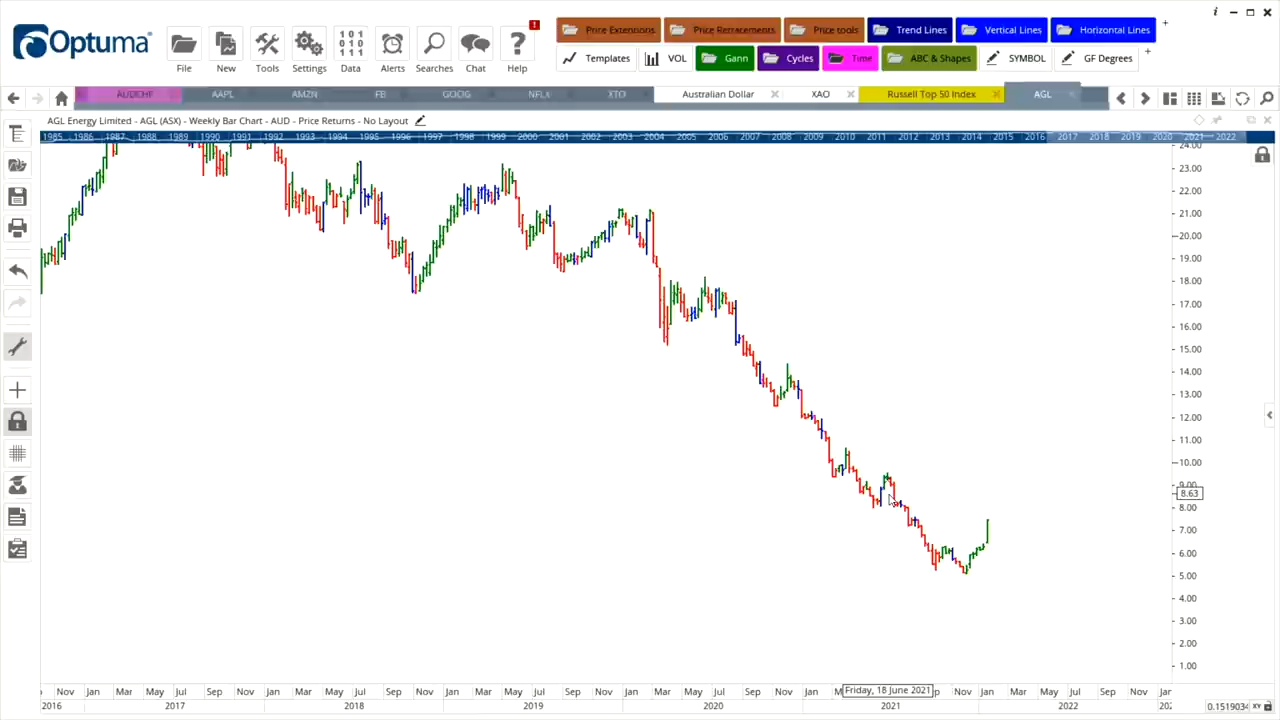 Optuma
File
New
Tools
Settings
Data
Alerts
Searches
Chat
Help
Price Extensions
Price Retracements
Price tools
Trend Lines
Vertical Lines
Horizontal Lines
Templates
VOL
Gann
Cycles
Time
ABC & Shapes
SYMBOL
GF Degrees
AUDCHF
AAPL
AMZN
FB
GOOG
NFLX
XTO
Australian Dollar
XAO
Russell Top 50 Index
AGL
AGL Energy Limited - AGL (ASX) - Weekly Bar Chart - AUD - Price Returns - No Layout
1985 1986 1987 1988 1989 1990 1991 1992 1993 1994 1995 1996 1997 1998 1999 2000 2001 2002 2003 2004 2005 2006 2007 2008 2009 2010 2011 2012 2013 2014 2015 2016 2017 2018 2019 2020 2021 2022
24.00
23.00
22.00
21.00
20.00
19.00
18.00
17.00
16.00
15.00
14.00
13.00
12.00
11.00
10.00
9.00
8.63
8.00
7.00
6.00
5.00
4.00
3.00
2.00
1.00
Nov Jan Mar May Jul Sep Nov Jan Mar May Jul Sep Nov Jan Mar May Jul Sep Nov Jan Mar May Jul Sep Nov Jan Friday, 18 June 2021 Nov Jan Mar May Jul Sep Nov
2016 2017 2018 2019 2020 2021 2022
0.1519034 XY